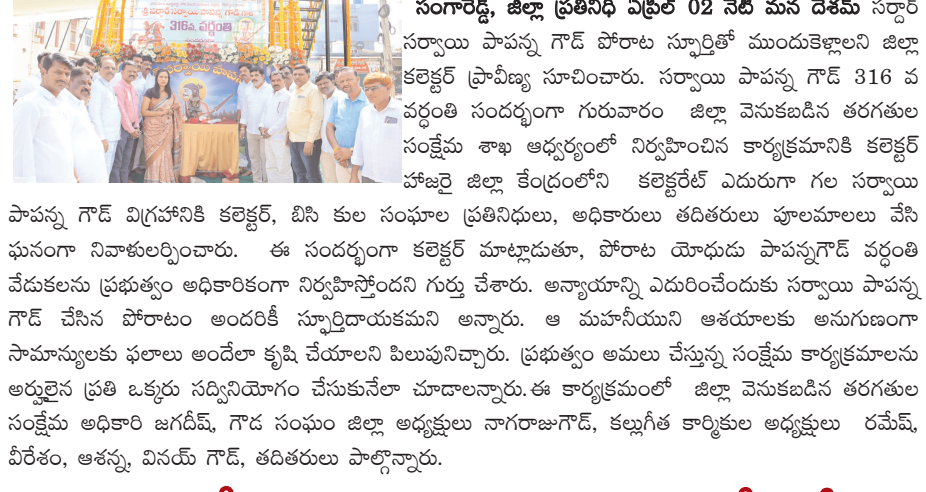 శ్రీ సర్దార్ సర్వాయి పాపన్న గౌడ్ గారి
316వ, వర్ధంతి
సంగారెడ్డి, జిల్లా ప్రతినిధి ఏప్రిల్ 02 నేటి మన దేశమ్ సర్దార్
సర్వాయి పాపన్న గౌడ్ పోరాట స్ఫూర్తితో ముందుకెళ్లాలని జిల్లా
కలెక్టర్ ప్రావీణ్య సూచించారు. సర్వాయి పాపన్న గౌడ్ 316 వ
వర్ధంతి సందర్భంగా గురువారం జిల్లా వెనుకబడిన తరగతుల
సంక్షేమ శాఖ ఆధ్వర్యంలో నిర్వహించిన కార్యక్రమానికి కలెక్టర్
హాజరై జిల్లా కేంద్రంలోని కలెక్టరేట్ ఎదురుగా గల సర్వాయి
పాపన్న గౌడ్ విగ్రహానికి కలెక్టర్, బిసి కుల సంఘాల ప్రతినిధులు, అధికారులు తదితరులు పూలమాలలు వేసి
ఘనంగా నివాళులర్పించారు. ఈ సందర్భంగా కలెక్టర్ మాట్లాడుతూ, పోరాట యోధుడు పాపన్నగౌడ్ వర్ధంతి
వేడుకలను ప్రభుత్వం అధికారికంగా నిర్వహిస్తోందని గుర్తు చేశారు. అన్యాయాన్ని ఎదురించేందుకు సర్వాయి పాపన్న
గౌడ్ చేసిన పోరాటం అందరికీ స్ఫూర్తిదాయకమని అన్నారు. ఆ మహనీయుని ఆశయాలకు అనుగుణంగా
సామాన్యులకు ఫలాలు అందేలా కృషి చేయాలని పిలుపునిచ్చారు. ప్రభుత్వం అమలు చేస్తున్న సంక్షేమ కార్యక్రమాలను
అర్హులైన ప్రతి ఒక్కరు సద్వినియోగం చేసుకునేలా చూడాలన్నారు.ఈ కార్యక్రమంలో జిల్లా వెనుకబడిన తరగతుల
సంక్షేమ అధికారి జగదీష్, గౌడ సంఘం జిల్లా అధ్యక్షులు నాగరాజుగౌడ్, కల్లుగీత కార్మికుల అధ్యక్షులు రమేష్,
వీరేశం, ఆశన్న, వినయ్ గౌడ్, తదితరులు పాల్గొన్నారు.